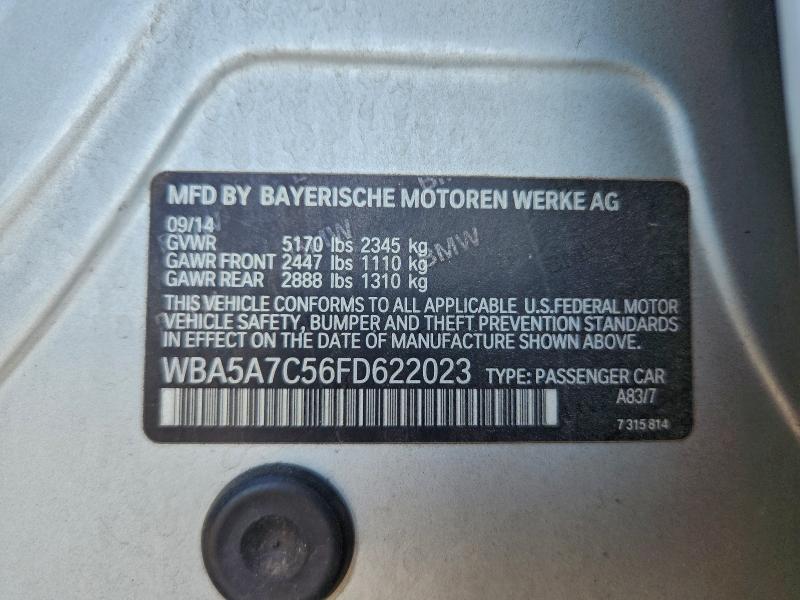 MFD BY BAYERISCHE MOTOREN WERKE AG
09/14
GVWR 5170 lbs 2345 kg
GAWR FRONT 2447 lbs 1110 kg
GAWR REAR 2888 lbs 1310 kg
THIS VEHICLE CONFORMS TO ALL APPLICABLE U.S.FEDERAL MOTOR
VEHICLE SAFETY, BUMPER AND THEFT PREVENTION STANDARDS
IN EFFECT ON THE DATE OF MANUFACTURE SHOWN ABOVE.
WBA5A7C56FD622023 TYPE: PASSENGER CAR
A83/7
7 315 814
BMW